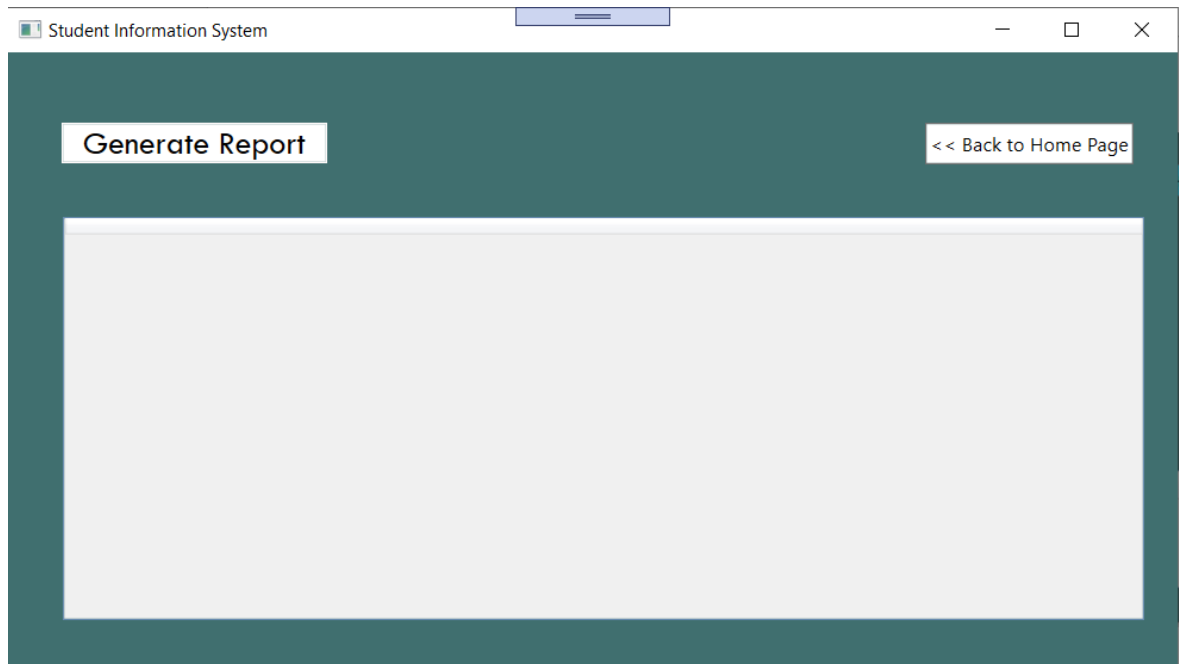 Student Information System
Generate Report
<< Back to Home Page